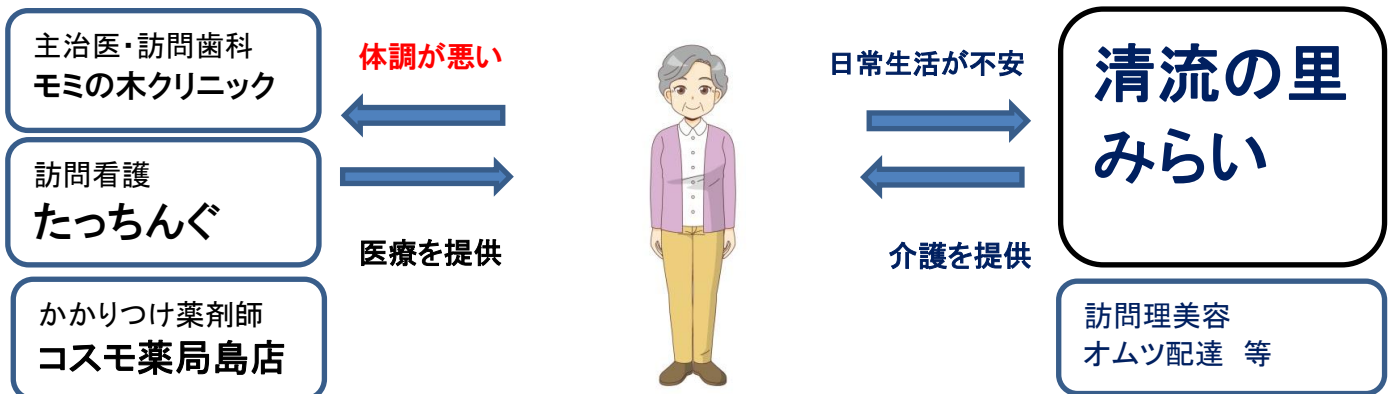 主治医・訪問歯科
モミの木クリニック
訪問看護
たっちんぐ
かかりつけ薬剤師
コスモ薬局島店
体調が悪い
医療を提供
日常生活が不安
介護を提供
清流の里
みらい
訪問理美容
オムツ配達 等